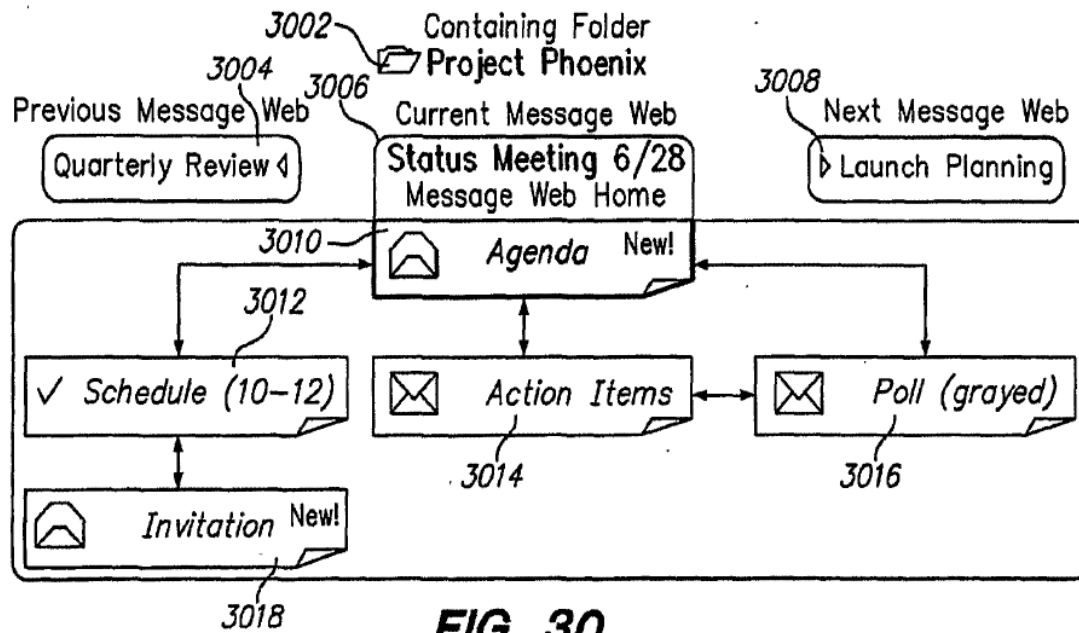 3002 Containing Folder
Project Phoenix
3004 3006 3008
Previous Message Web Current Message Web Next Message Web
Quarterly Review Status Meeting 6/28 Launch Planning
Message Web Home
3010 Agenda New!
3012
Schedule (10-12) Action Items Poll (grayed)
3014 3016
Invitation New!
3018
FIG. 30